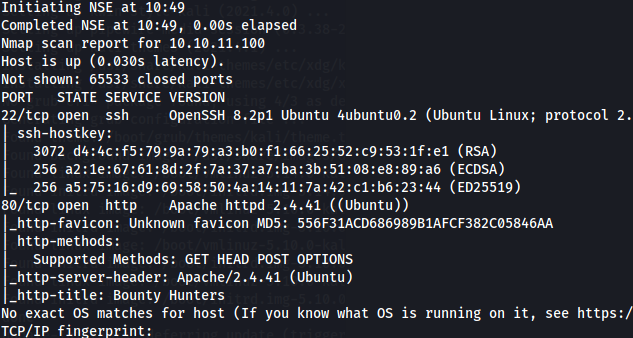 Initiating NSE at 10:49
Completed NSE at 10:49, 0.00s elapsed
Nmap scan report for 10.10.11.100
Host is up (0.030s latency).
Not shown: 65533 closed ports
PORT   STATE SERVICE VERSION
22/tcp open  ssh     OpenSSH 8.2p1 Ubuntu 4ubuntu0.2 (Ubuntu Linux; protocol 2.
| ssh-hostkey:
|   3072 d4:4c:f5:79:9a:79:a3:b0:f1:66:25:52:c9:53:1f:e1 (RSA)
|   256 a2:1e:67:61:8d:2f:7a:37:a7:ba:3b:51:08:e8:89:a6 (ECDSA)
|_  256 a5:75:16:d9:69:58:50:4a:14:11:7a:42:c1:b6:23:44 (ED25519)
80/tcp open  http    Apache httpd 2.4.41 ((Ubuntu))
|_http-favicon: Unknown favicon MD5: 556F31ACD686989B1AFCF382C05846AA
| http-methods:
|_  Supported Methods: GET HEAD POST OPTIONS
|_http-server-header: Apache/2.4.41 (Ubuntu)
|_http-title: Bounty Hunters
No exact OS matches for host (If you know what OS is running on it, see https:/
TCP/IP fingerprint: